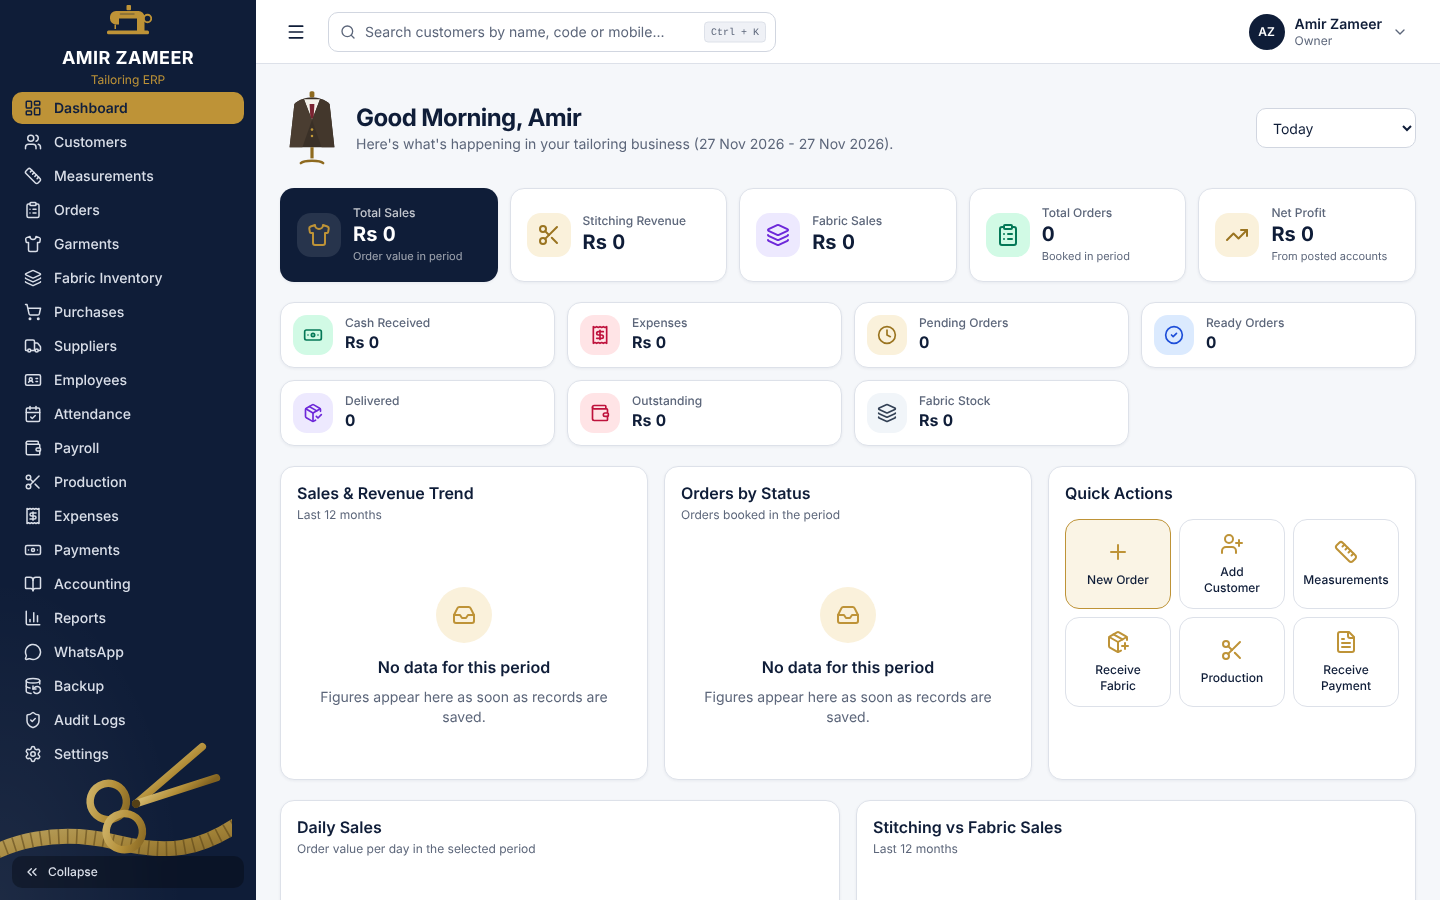 AMIR ZAMEER
Tailoring ERP
Dashboard
Customers
Measurements
Orders
Garments
Fabric Inventory
Purchases
Suppliers
Employees
Attendance
Payroll
Production
Expenses
Payments
Accounting
Reports
WhatsApp
Backup
Audit Logs
Settings
Collapse
Search customers by name, code or mobile...
Ctrl + K
AZ
Amir Zameer
Owner
Good Morning, Amir
Here's what's happening in your tailoring business (27 Nov 2026 - 27 Nov 2026).
Today
Total Sales
Rs 0
Order value in period
Stitching Revenue
Rs 0
Fabric Sales
Rs 0
Total Orders
0
Booked in period
Net Profit
Rs 0
From posted accounts
Cash Received
Rs 0
Expenses
Rs 0
Pending Orders
0
Ready Orders
0
Delivered
0
Outstanding
Rs 0
Fabric Stock
Rs 0
Sales & Revenue Trend
Last 12 months
No data for this period
Figures appear here as soon as records are
saved.
Orders by Status
Orders booked in the period
No data for this period
Figures appear here as soon as records are
saved.
Quick Actions
New Order
Add
Customer
Measurements
Receive
Fabric
Production
Receive
Payment
Daily Sales
Order value per day in the selected period
Stitching vs Fabric Sales
Last 12 months